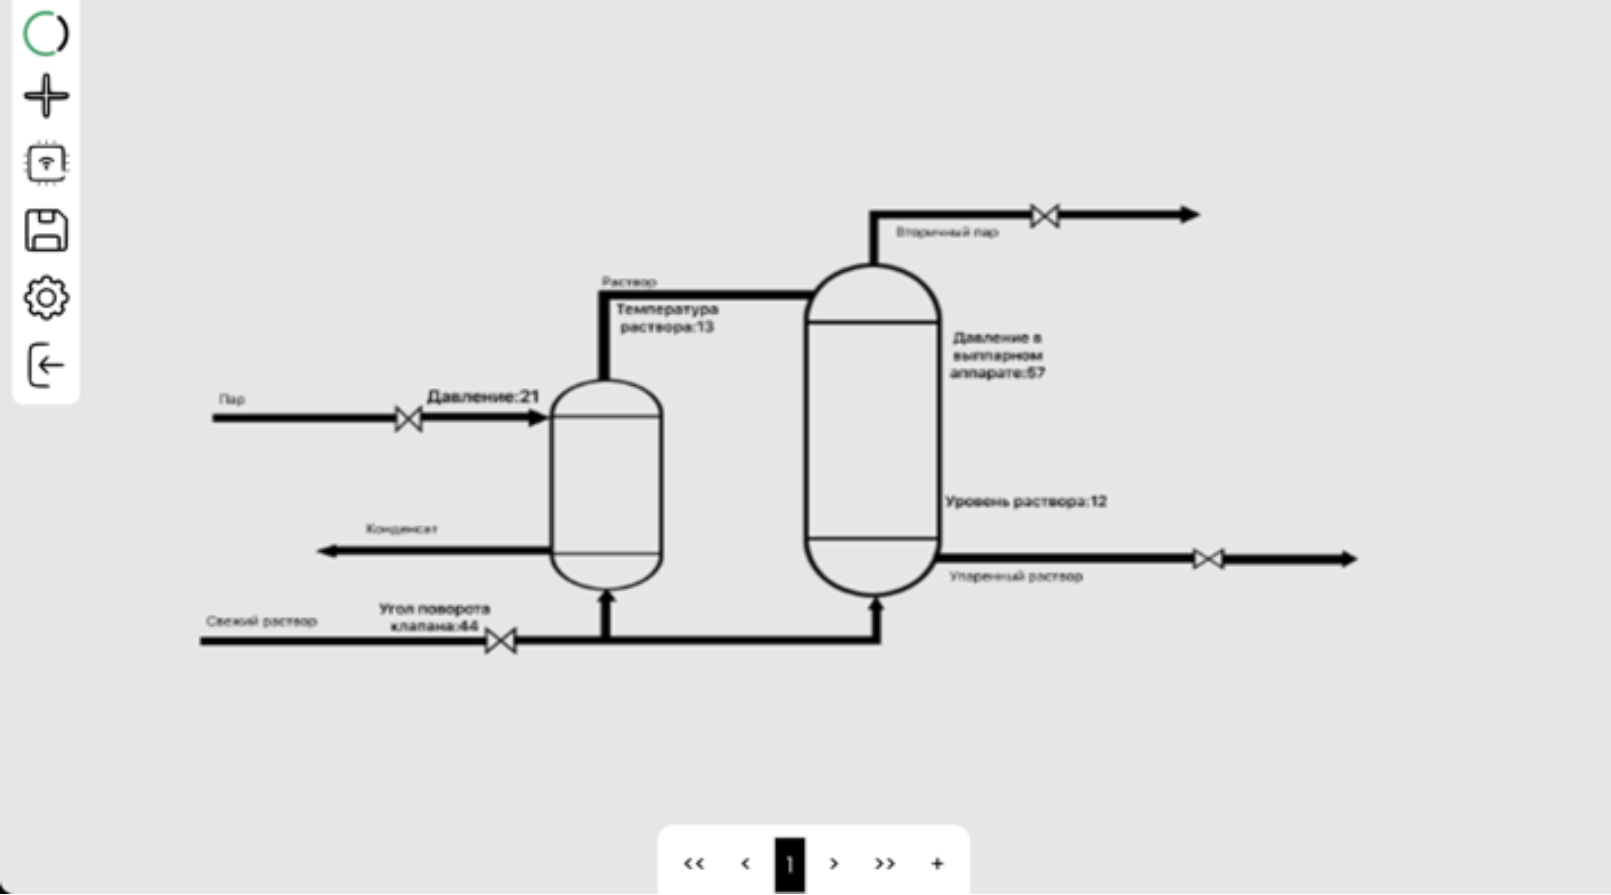 Вторичный пар
Раствор
Температура
раствора:13
Давление в
выппарном
аппарате:57
Пар
Давление:21
Уровень раствора:12
Конденсат
Упаренный раствор
Угол поворота
клапана:44
Свежий раствор
<< < 1 > >> +